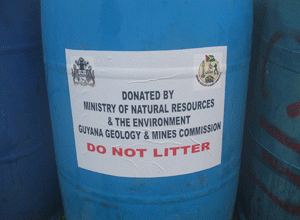 DONATED BY
MINISTRY OF NATURAL RESOURCES
& THE ENVIRONMENT
GUYANA GEOLOGY & MINES COMMISSION
DO NOT LITTER